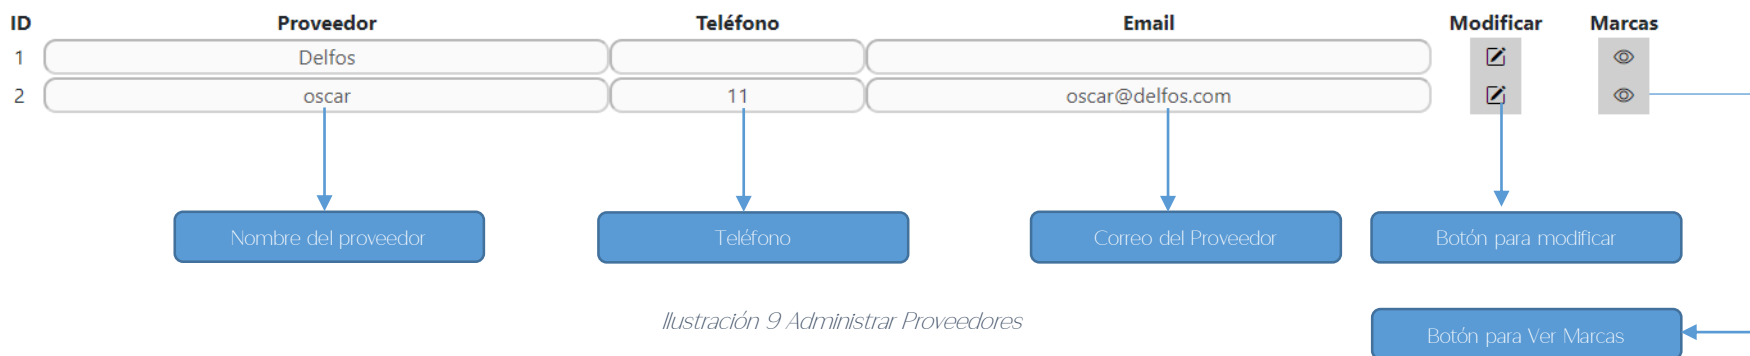 ID Proveedor Teléfono Email Modificar Marcas
1 Delfos
2 oscar 11 oscar@delfos.com
Nombre del proveedor Teléfono Correo del Proveedor Botón para modificar
Ilustración 9 Administrar Proveedores
Botón para Ver Marcas